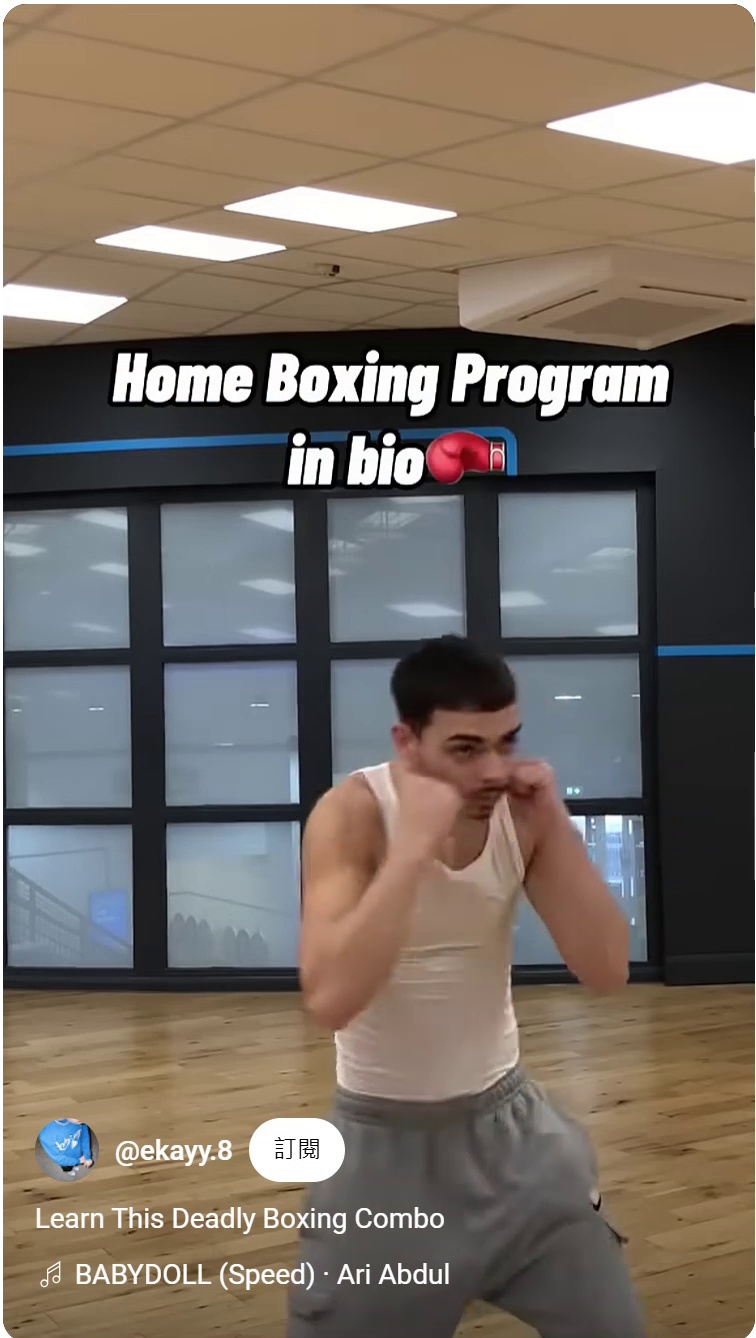 Home Boxing Program
in bio
@ekayy.8 訂閱
Learn This Deadly Boxing Combo
BABYDOLL (Speed) · Ari Abdul